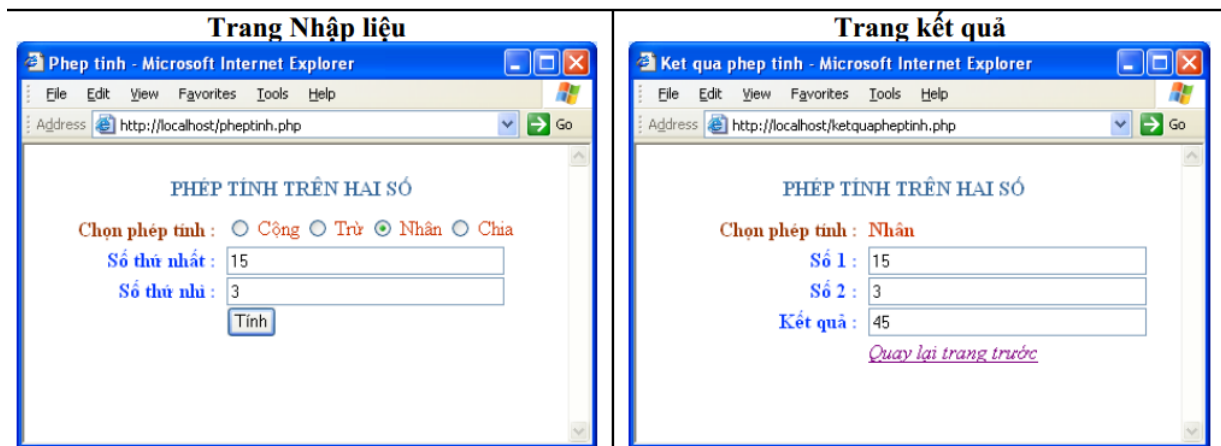 Trang Nhập liệu
Phep tinh - Microsoft Internet Explorer
File Edit View Favorites Tools Help
Address http://localhost/pheptinh.php Go
PHÉP TÍNH TRÊN HAI SỐ
Chọn phép tính : Cộng Trừ Nhân Chia
Số thứ nhất : 15
Số thứ nhì : 3
Tính
Trang kết quả
Ket qua phep tinh - Microsoft Internet Explorer
File Edit View Favorites Tools Help
Address http://localhost/ketquapheptinh.php Go
PHÉP TÍNH TRÊN HAI SỐ
Chọn phép tính : Nhân
Số 1 : 15
Số 2 : 3
Kết quả : 45
Quay lại trang trước